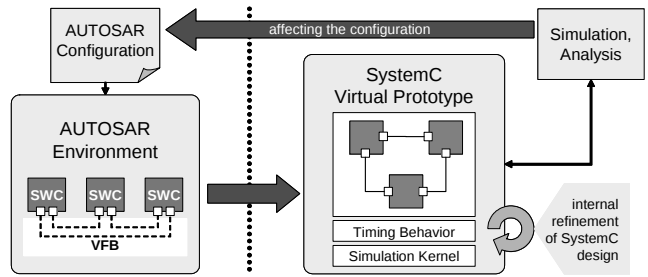 AUTOSAR
Configuration
affecting the configuration
Simulation,
Analysis
AUTOSAR
Environment
SWC SWC SWC
VFB
SystemC
Virtual Prototype
Timing Behavior
Simulation Kernel
internal
refinement
of SystemC
design